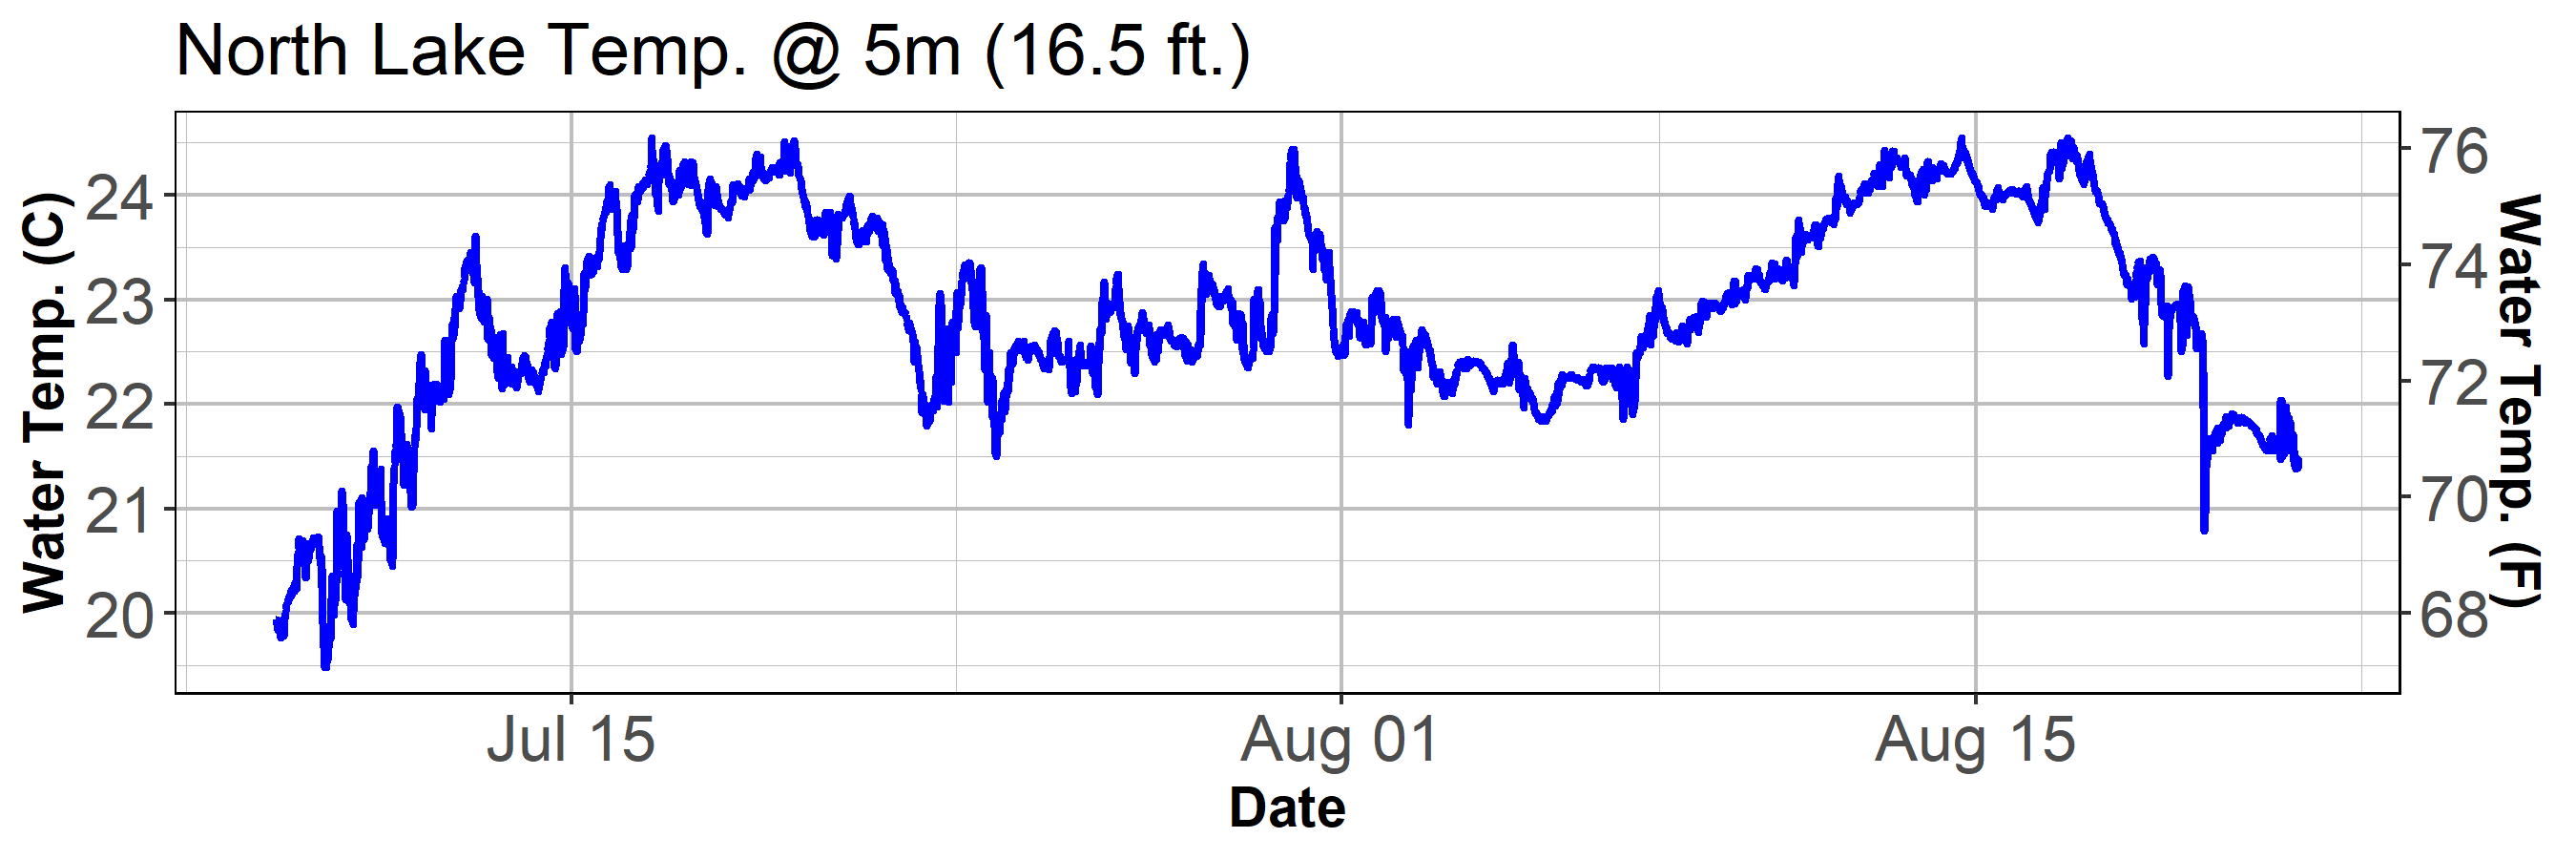 North Lake Temp. @ 5m (16.5 ft.)
Water Temp. (C)
24
23
22
21
20
76
74
72
70
68
Water Temp. (F)
Jul 15
Aug 01
Aug 15
Date